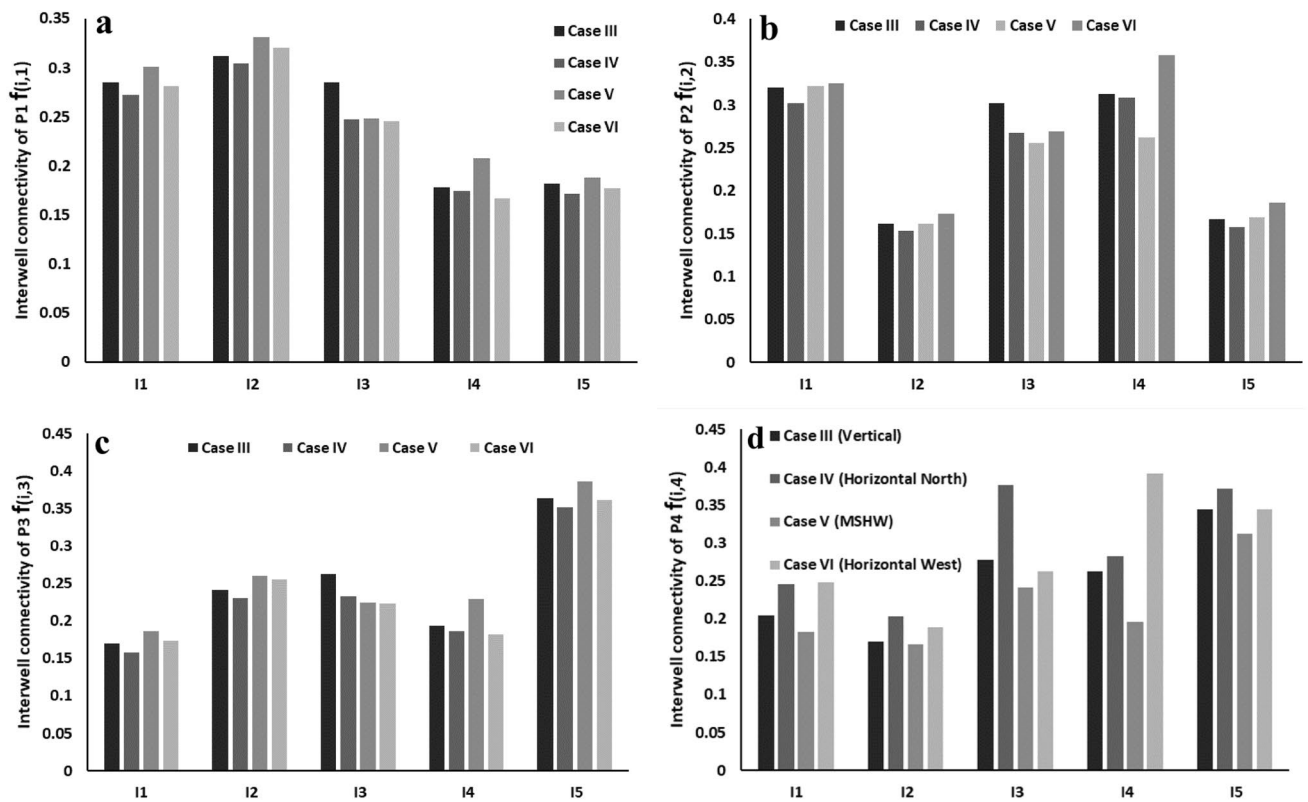 a
Interwell connectivity of P1 f(i,1)
0.35
0.3
0.25
0.2
0.15
0.1
0.05
0
Case III
Case IV
Case V
Case VI
I1 I2 I3 I4 I5
b
Interwell connectivity of P2 f(i,2)
0.4
0.35
0.3
0.25
0.2
0.15
0.1
0.05
0
Case III Case IV Case V Case VI
I1 I2 I3 I4 I5
c
Interwell connectivity of P3 f(i,3)
0.45
0.4
0.35
0.3
0.25
0.2
0.15
0.1
0.05
0
Case III Case IV Case V Case VI
I1 I2 I3 I4 I5
d
Interwell connectivity of P4 f(i,4)
0.45
0.4
0.35
0.3
0.25
0.2
0.15
0.1
0.05
0
Case III (Vertical)
Case IV (Horizontal North)
Case V (MSHW)
Case VI (Horizontal West)
I1 I2 I3 I4 I5